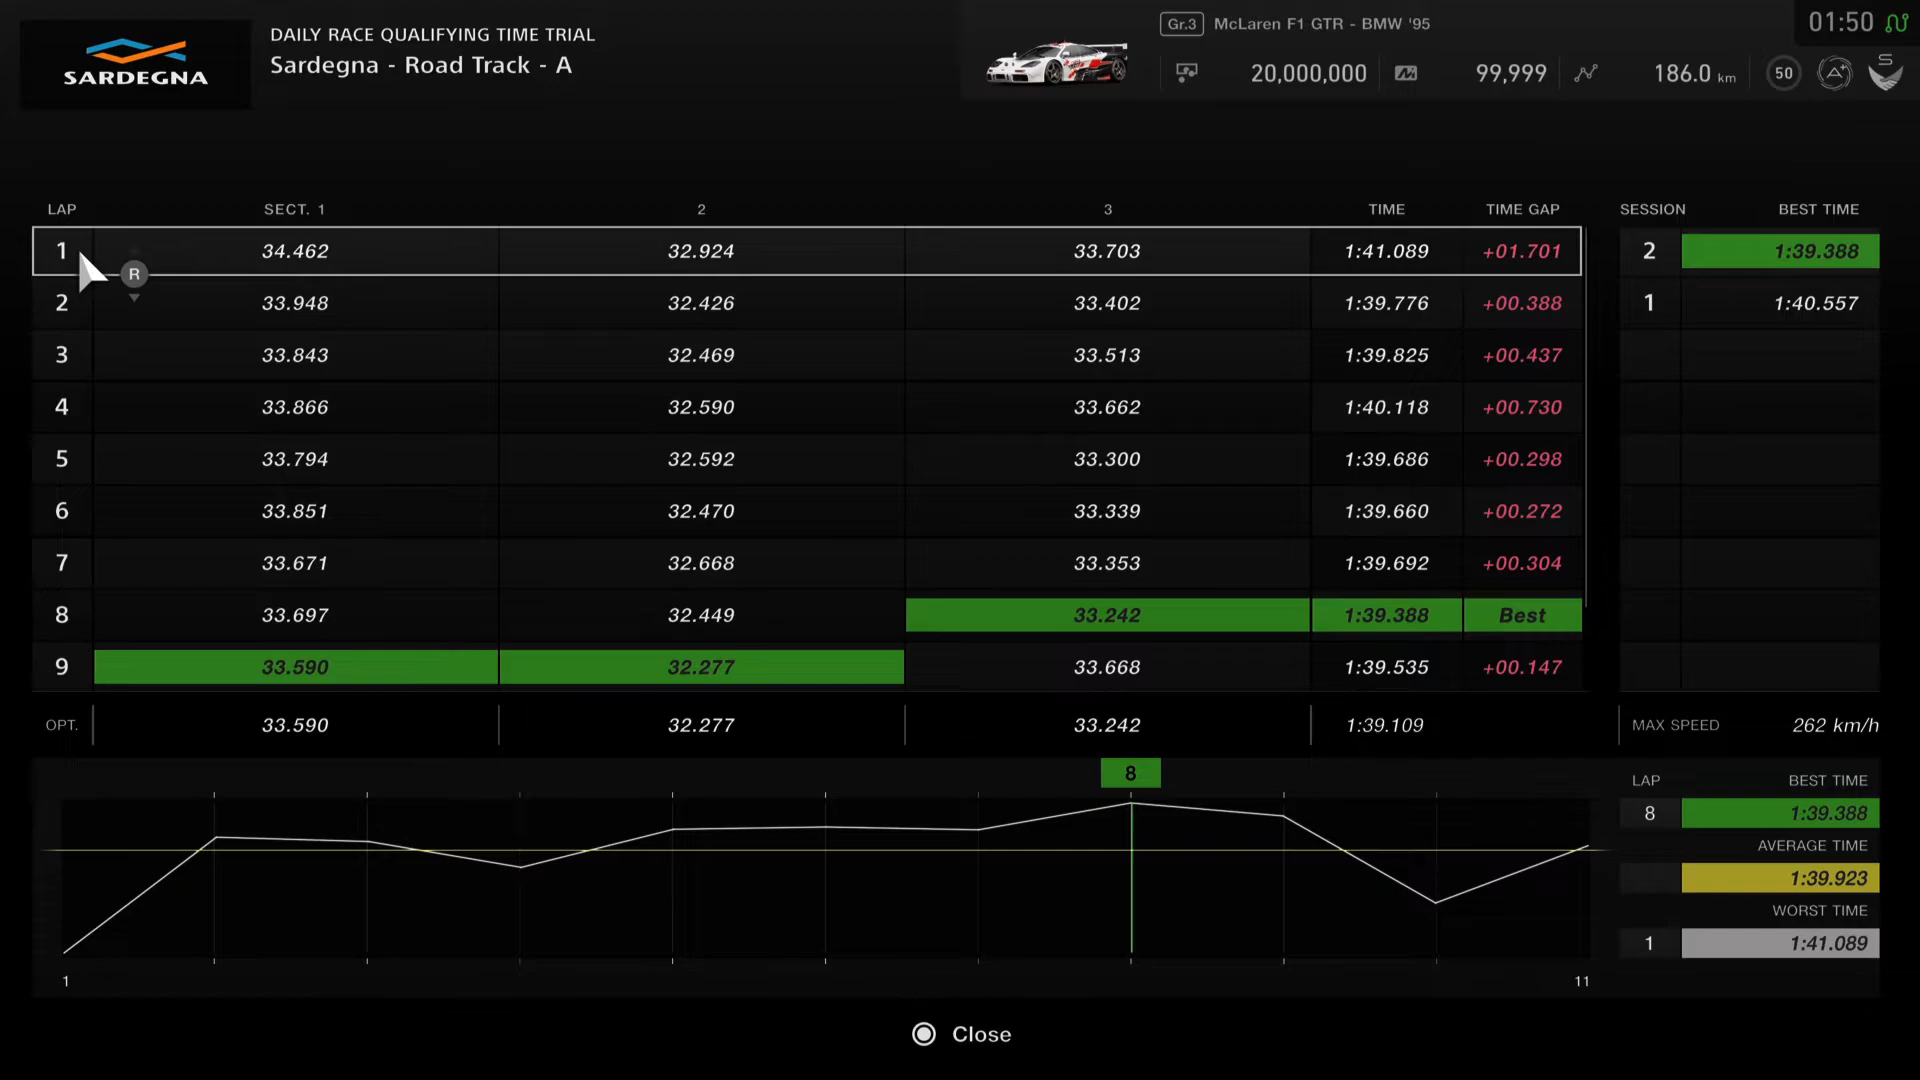 SARDEGNA
DAILY RACE QUALIFYING TIME TRIAL
Sardegna - Road Track - A
Gr.3 McLaren F1 GTR - BMW '95
20,000,000 99,999 186.0 km 50 A+ S
01:50
LAP SECT. 1 2 3 TIME TIME GAP
1 34.462 32.924 33.703 1:41.089 +01.701
R
2 33.948 32.426 33.402 1:39.776 +00.388
3 33.843 32.469 33.513 1:39.825 +00.437
4 33.866 32.590 33.662 1:40.118 +00.730
5 33.794 32.592 33.300 1:39.686 +00.298
6 33.851 32.470 33.339 1:39.660 +00.272
7 33.671 32.668 33.353 1:39.692 +00.304
8 33.697 32.449 33.242 1:39.388 Best
9 33.590 32.277 33.668 1:39.535 +00.147
OPT. 33.590 32.277 33.242 1:39.109
SESSION BEST TIME
2 1:39.388
1 1:40.557
MAX SPEED 262 km/h
8
1 11
LAP BEST TIME
8 1:39.388
AVERAGE TIME
1:39.923
WORST TIME
1 1:41.089
Close